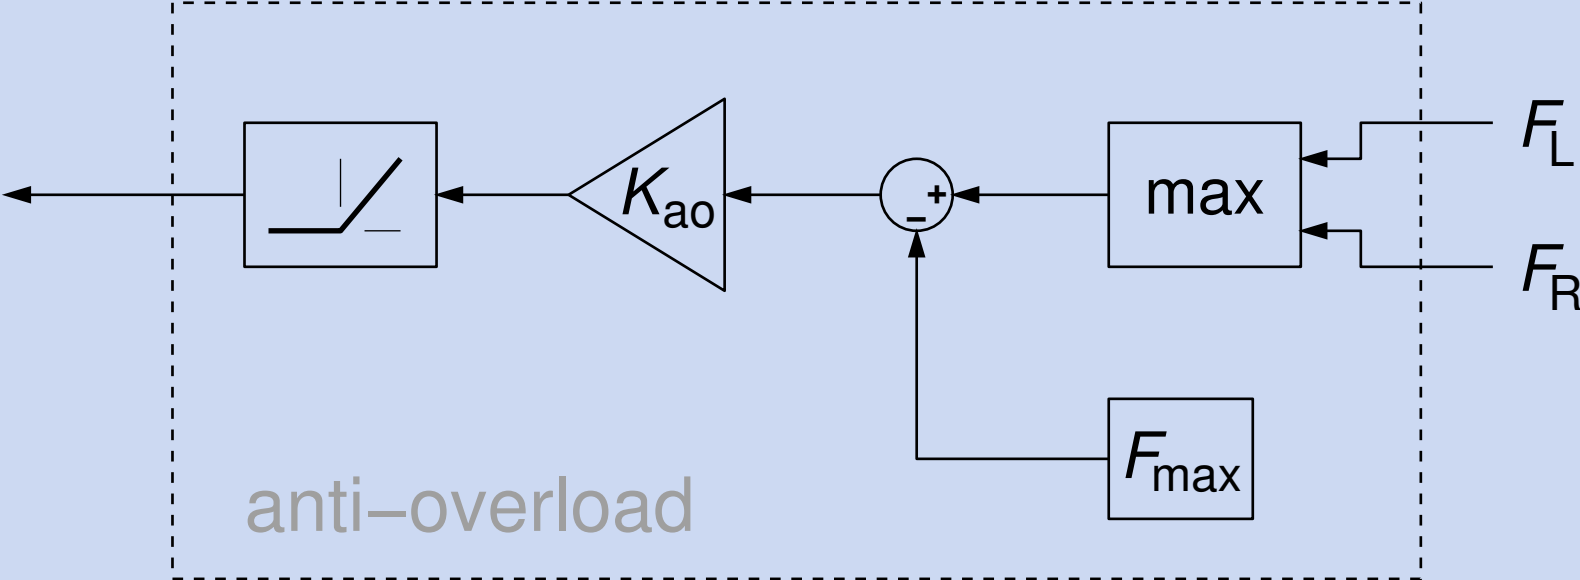 F_L
K_ao
+
−
max
F_R
F_max
anti−overload